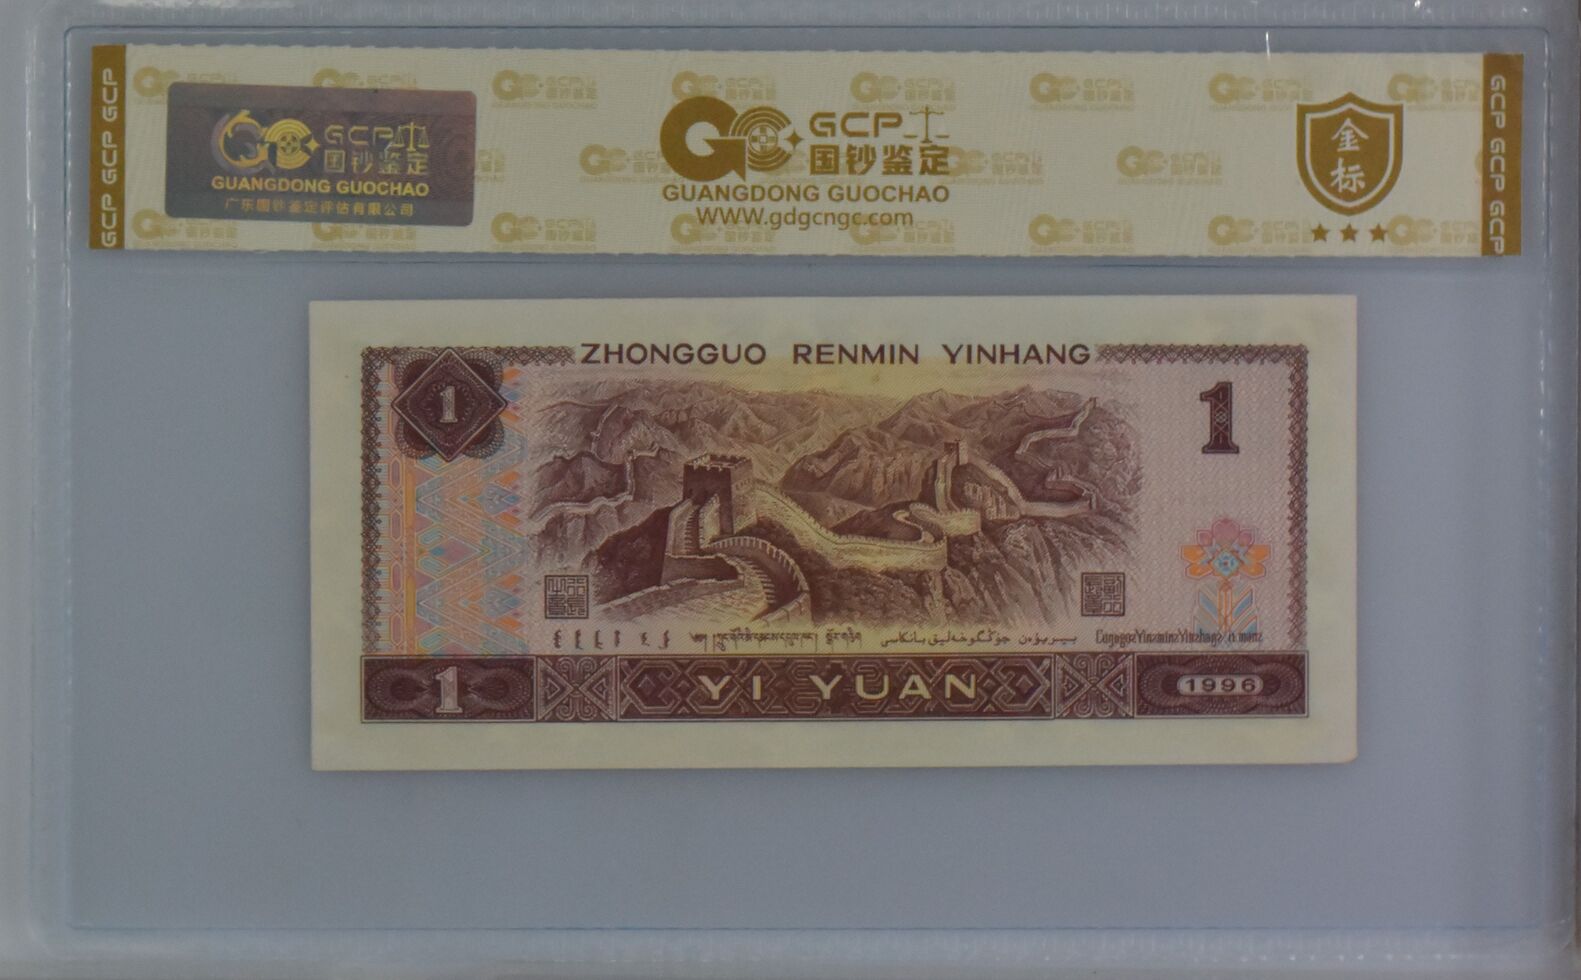 GCP GCP GCP
GCP
国钞鉴定
GUANGDONG GUOCHAO
广东国钞鉴定评估有限公司
GCP
国钞鉴定
GUANGDONG GUOCHAO
WWW.gdgcngc.com
金
标
GCP GCP GCP
ZHONGGUO RENMIN YINHANG
1
1
1
YI YUAN
1996